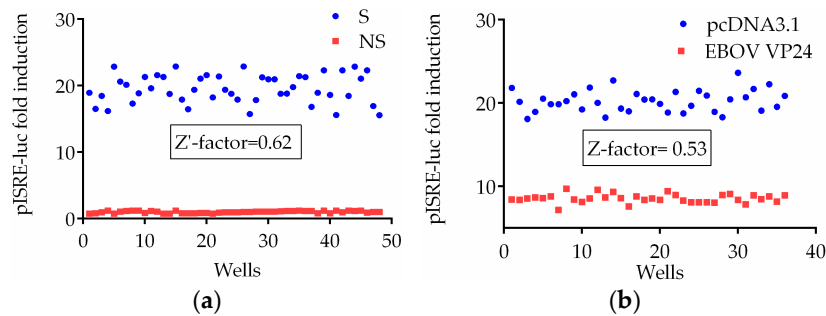 pISRE-luc fold induction
30
20
10
0
S
NS
Z'-factor=0.62
0 10 20 30 40 50
Wells
(a)
pISRE-luc fold induction
30
20
10
pcDNA3.1
EBOV VP24
Z-factor= 0.53
0 10 20 30 40
Wells
(b)